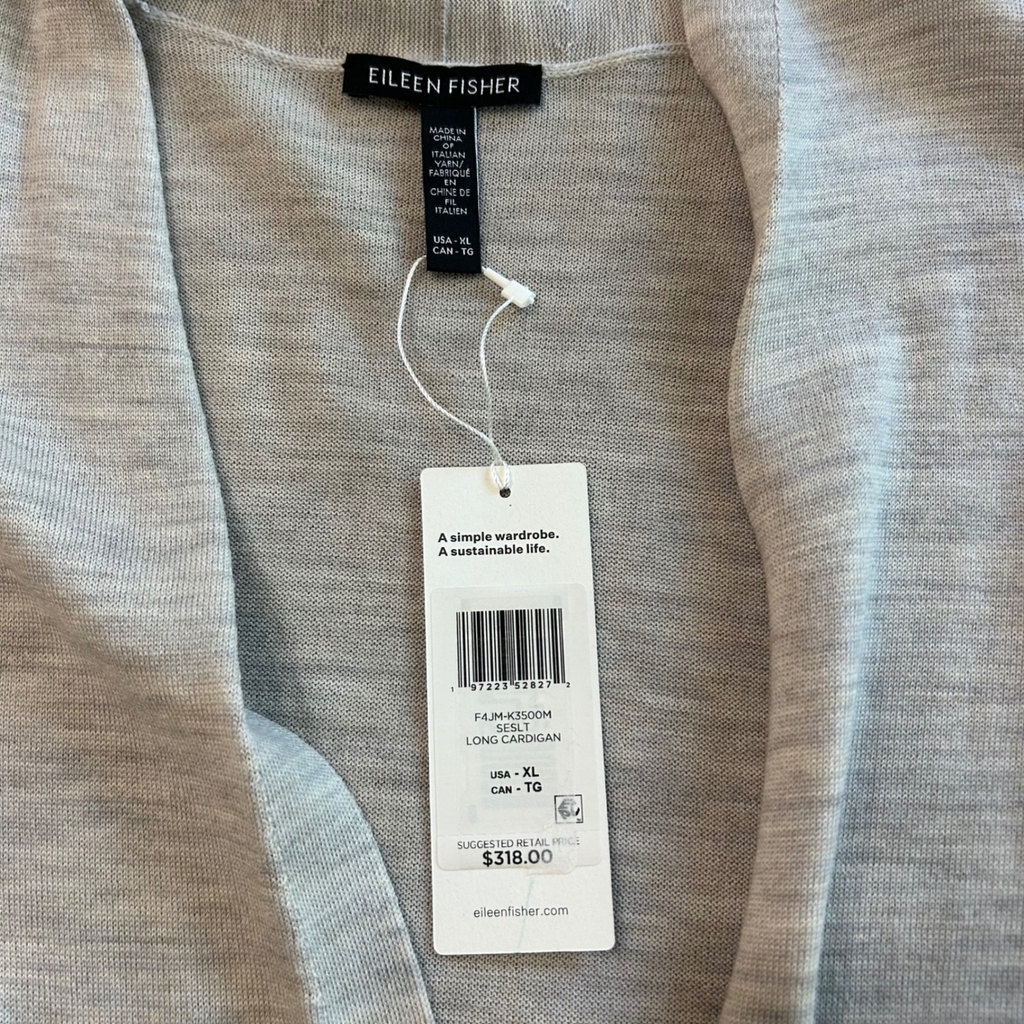 EILEEN FISHER
MADE IN
CHINA
OF
ITALIAN
YARN/
FABRIQUÉ
EN
CHINE DE
FIL
ITALIEN
USA - XL
CAN - TG
A simple wardrobe.
A sustainable life.
1 97223 52827 2
F4JM-K3500M
SESLT
LONG CARDIGAN
USA - XL
CAN - TG
SUGGESTED RETAIL PRICE
$318.00
eileenfisher.com